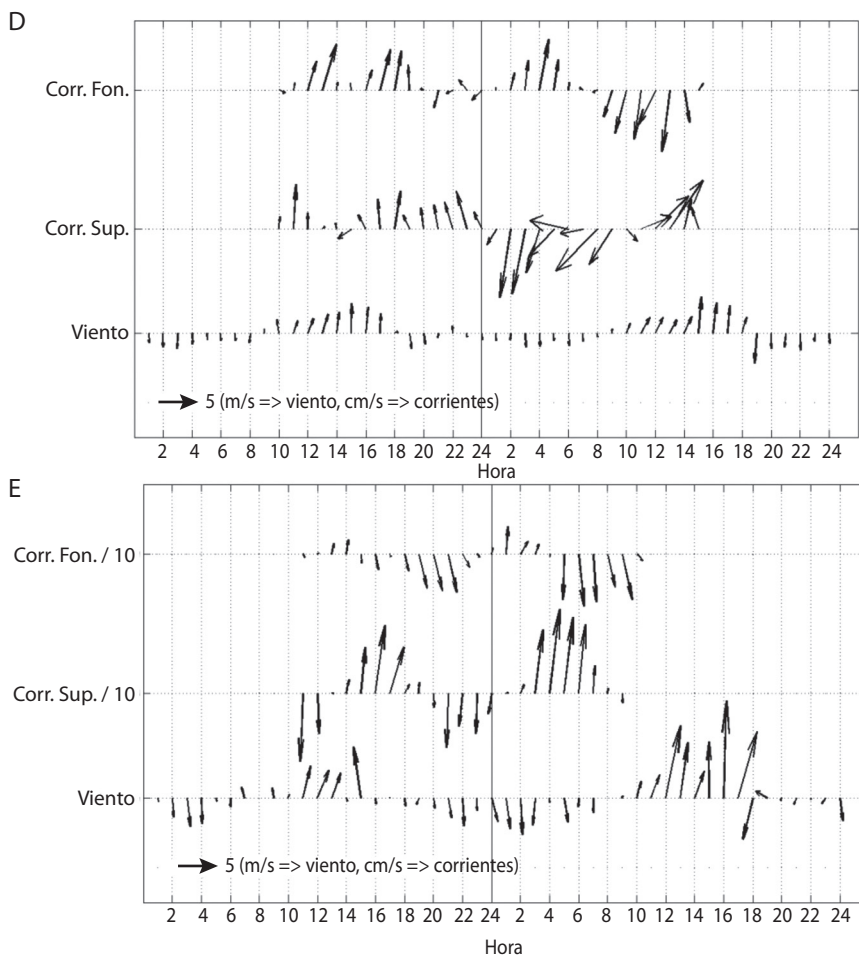 D
Corr. Fon.
Corr. Sup.
Viento
5 (m/s => viento, cm/s => corrientes)
2 4 6 8 10 12 14 16 18 20 22 24 2 4 6 8 10 12 14 16 18 20 22 24
Hora
E
Corr. Fon. / 10
Corr. Sup. / 10
Viento
5 (m/s => viento, cm/s => corrientes)
2 4 6 8 10 12 14 16 18 20 22 24 2 4 6 8 10 12 14 16 18 20 22 24
Hora